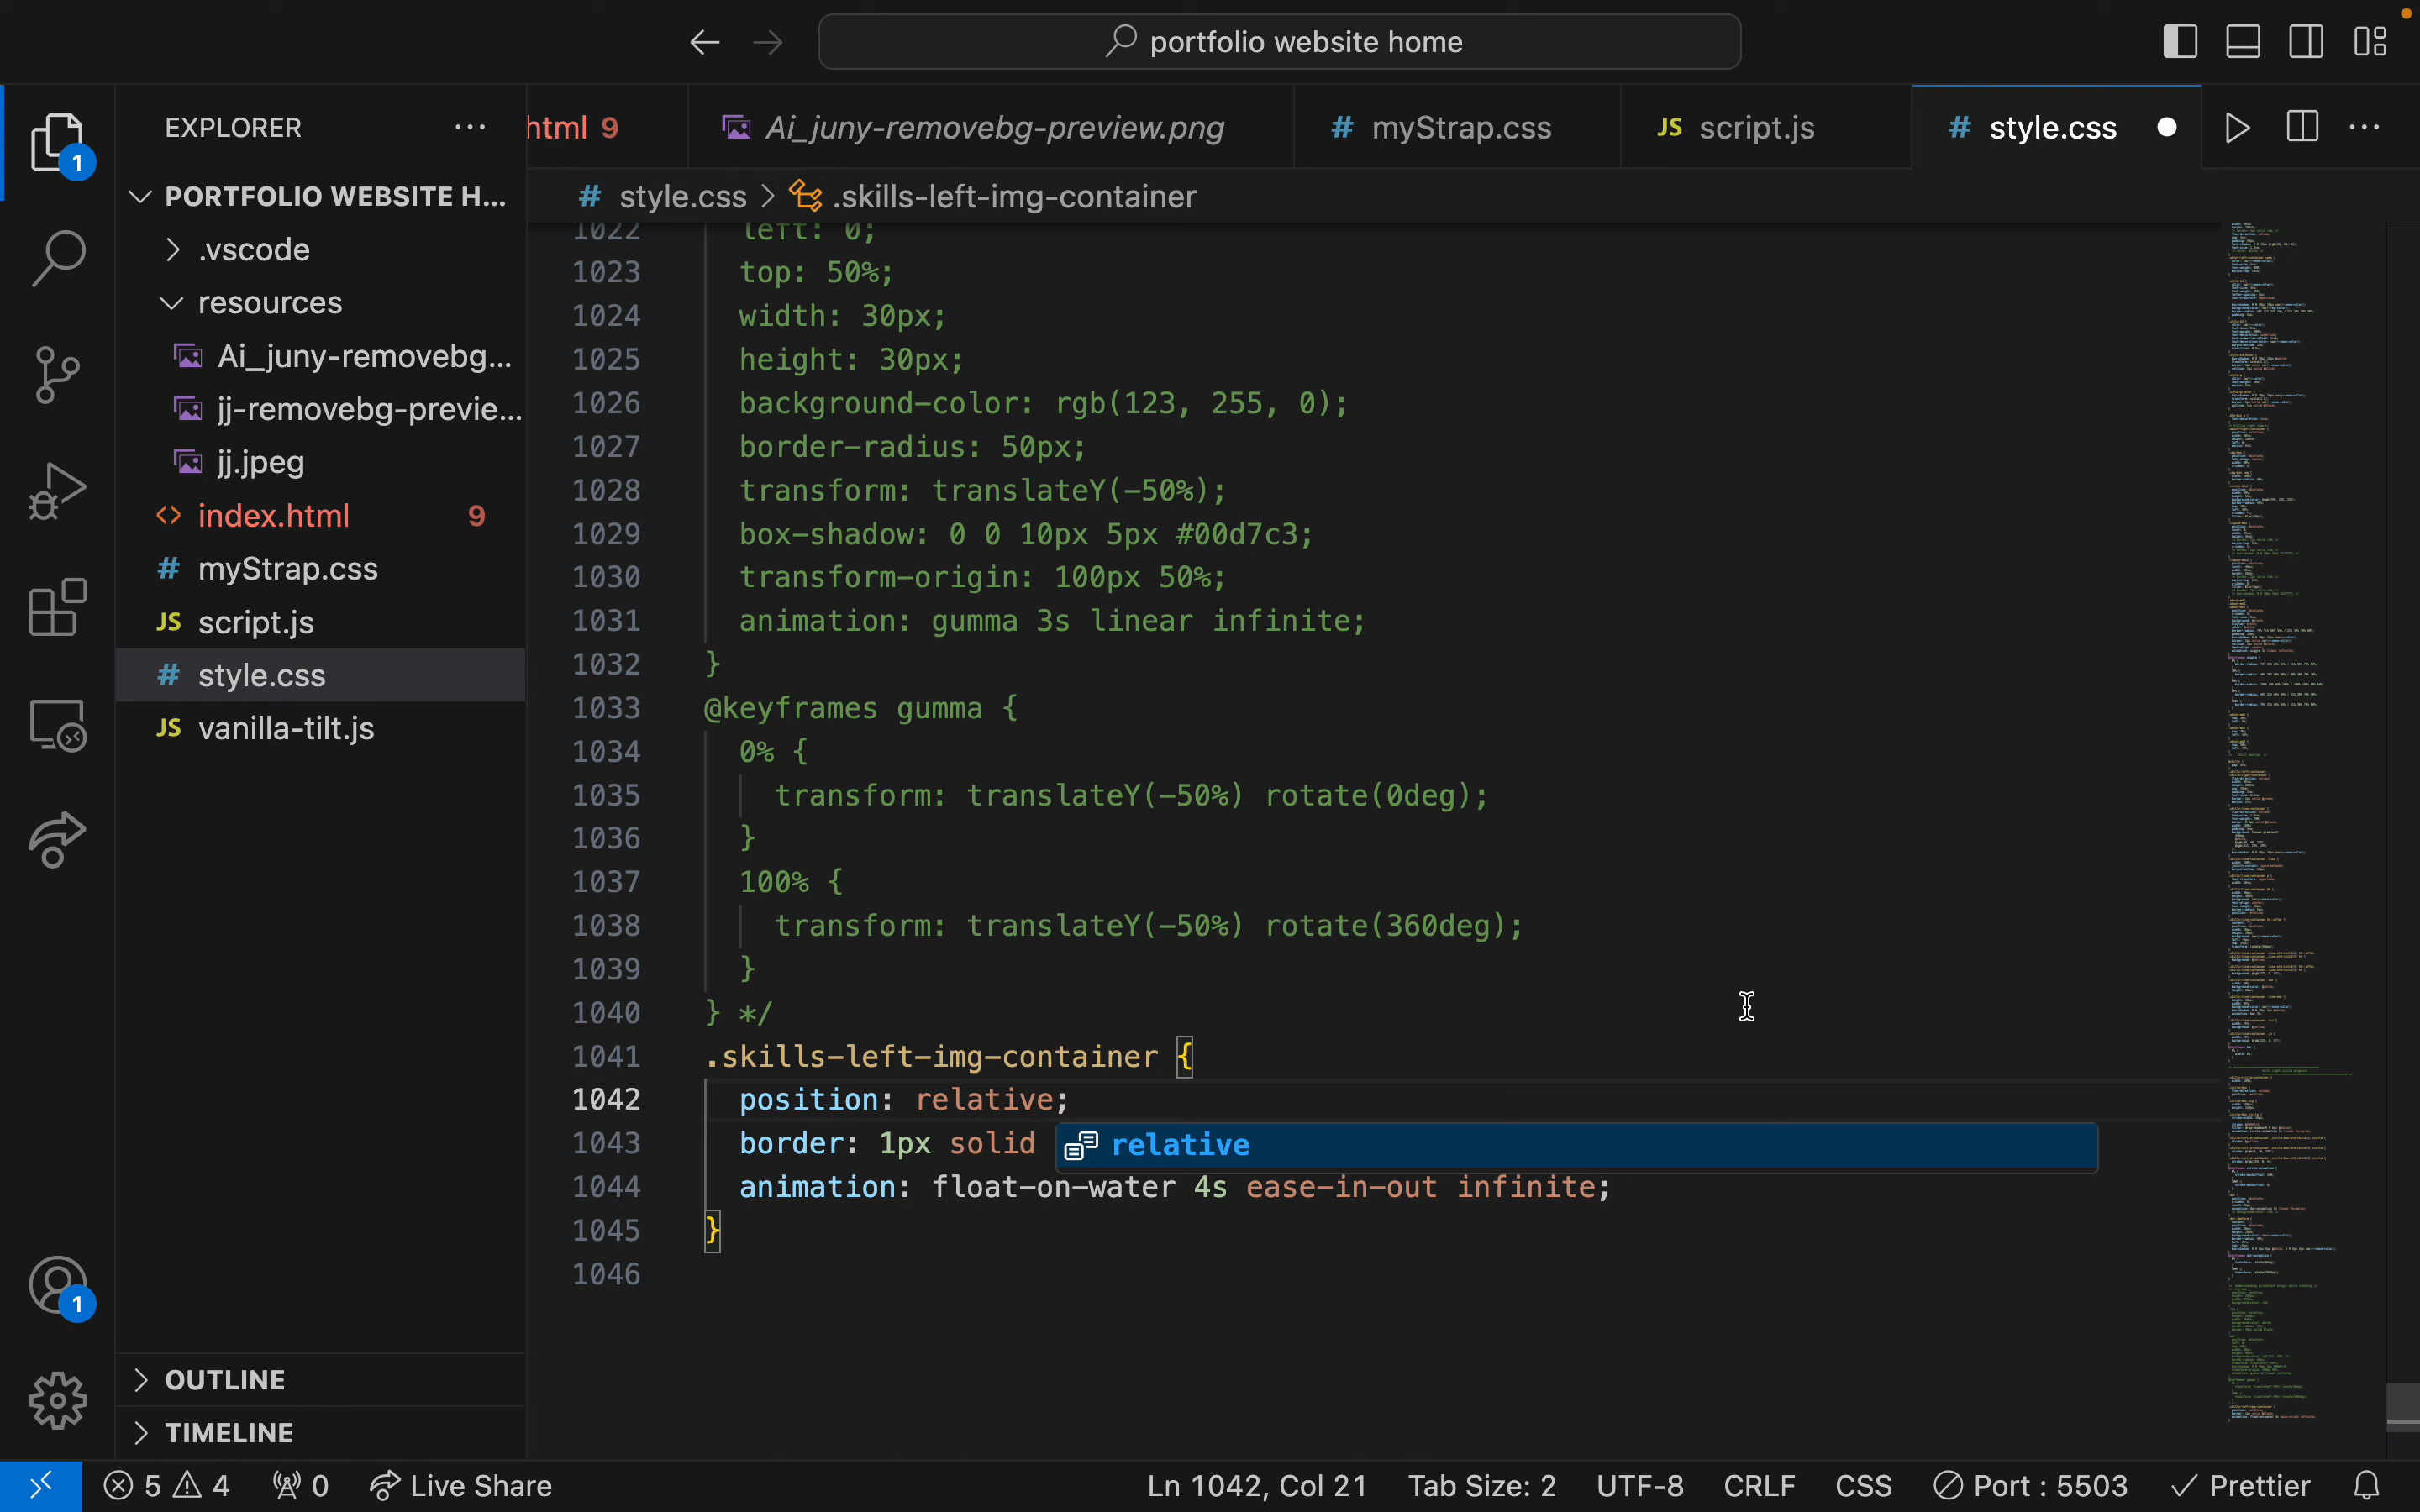 portfolio website home
EXPLORER
html 9
Ai_juny-removebg-preview.png
# myStrap.css
JS script.js
# style.css
1
PORTFOLIO WEBSITE H...
.vscode
resources
Ai_juny-removebg...
jj-removebg-previe...
jj.jpeg
<> index.html 9
# myStrap.css
JS script.js
# style.css
JS vanilla-tilt.js
1
OUTLINE
TIMELINE
# style.css > .skills-left-img-container
1022 left: 0;
1023 top: 50%;
1024 width: 30px;
1025 height: 30px;
1026 background-color: rgb(123, 255, 0);
1027 border-radius: 50px;
1028 transform: translateY(-50%);
1029 box-shadow: 0 0 10px 5px #00d7c3;
1030 transform-origin: 100px 50%;
1031 animation: gumma 3s linear infinite;
1032 }
1033 @keyframes gumma {
1034 0% {
1035 transform: translateY(-50%) rotate(0deg);
1036 }
1037 100% {
1038 transform: translateY(-50%) rotate(360deg);
1039 }
1040 } */
1041 .skills-left-img-container {
1042 position: relative;
1043 border: 1px solid
relative
1044 animation: float-on-water 4s ease-in-out infinite;
1045 }
1046
5 4 0 Live Share Ln 1042, Col 21 Tab Size: 2 UTF-8 CRLF CSS Port : 5503 Prettier